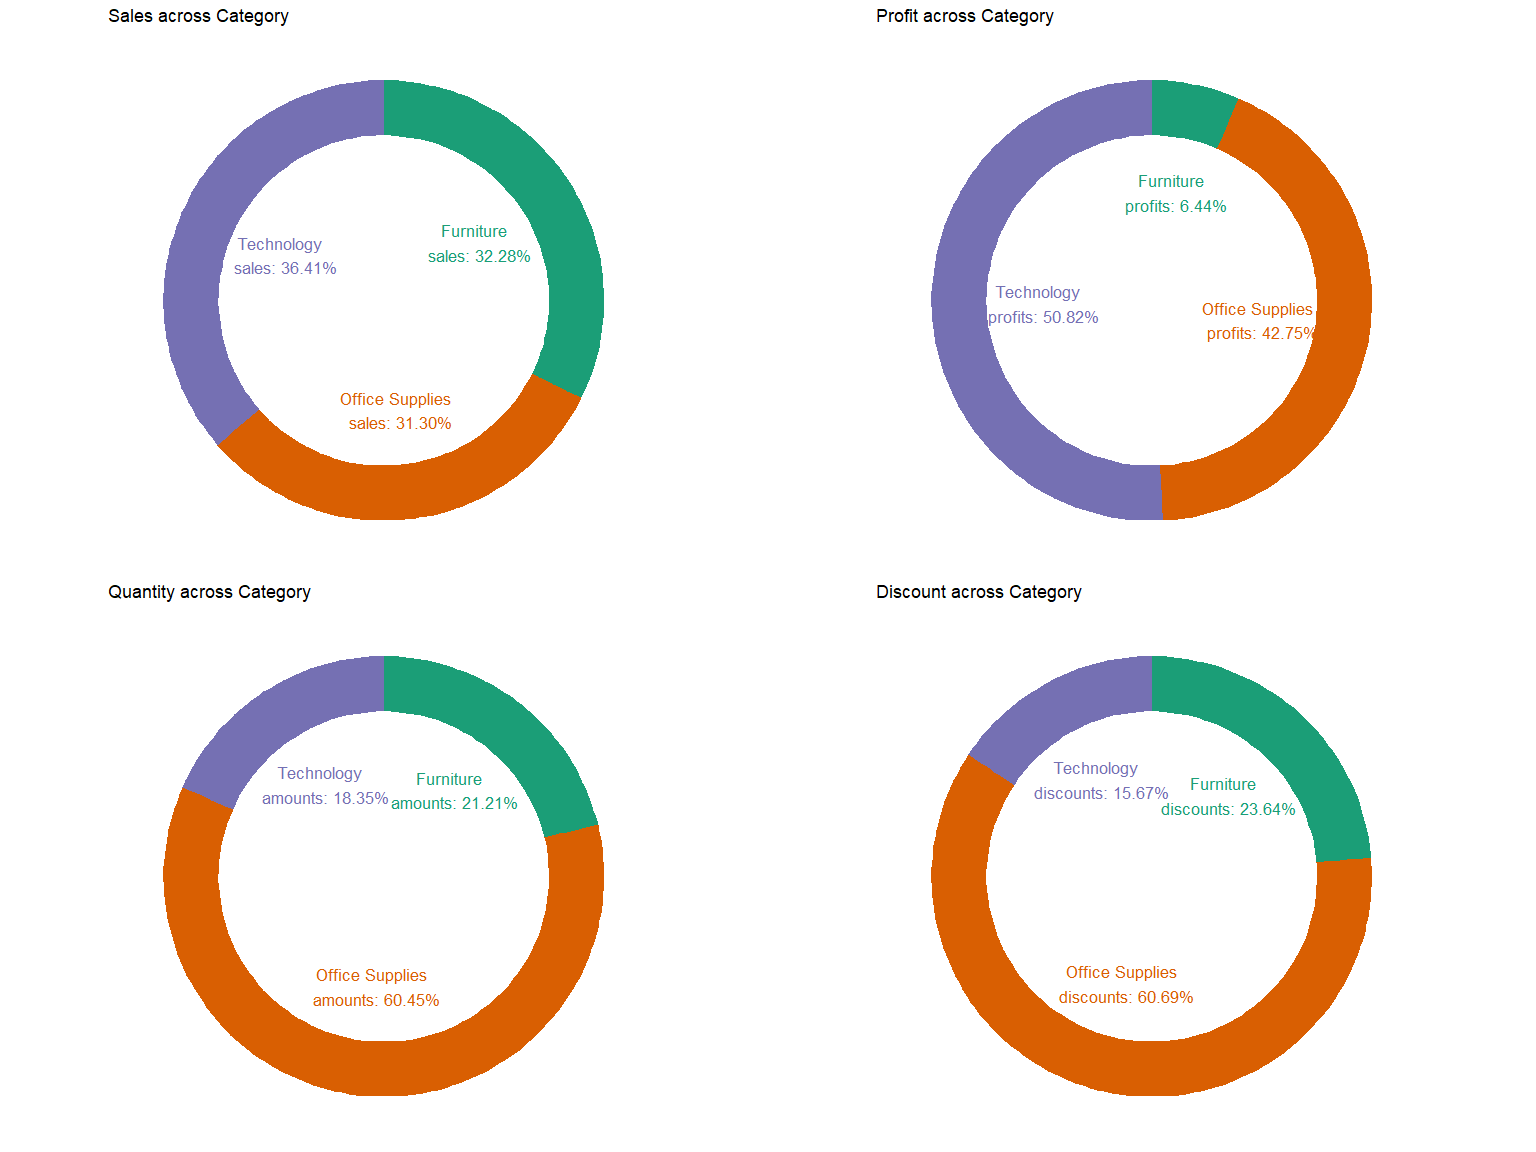 Sales across Category
Furniture
sales: 32.28%
Technology
sales: 36.41%
Office Supplies
sales: 31.30%
Profit across Category
Furniture
profits: 6.44%
Technology
profits: 50.82%
Office Supplies
profits: 42.75%
Quantity across Category
Technology
amounts: 18.35%
Furniture
amounts: 21.21%
Office Supplies
amounts: 60.45%
Discount across Category
Technology
discounts: 15.67%
Furniture
discounts: 23.64%
Office Supplies
discounts: 60.69%